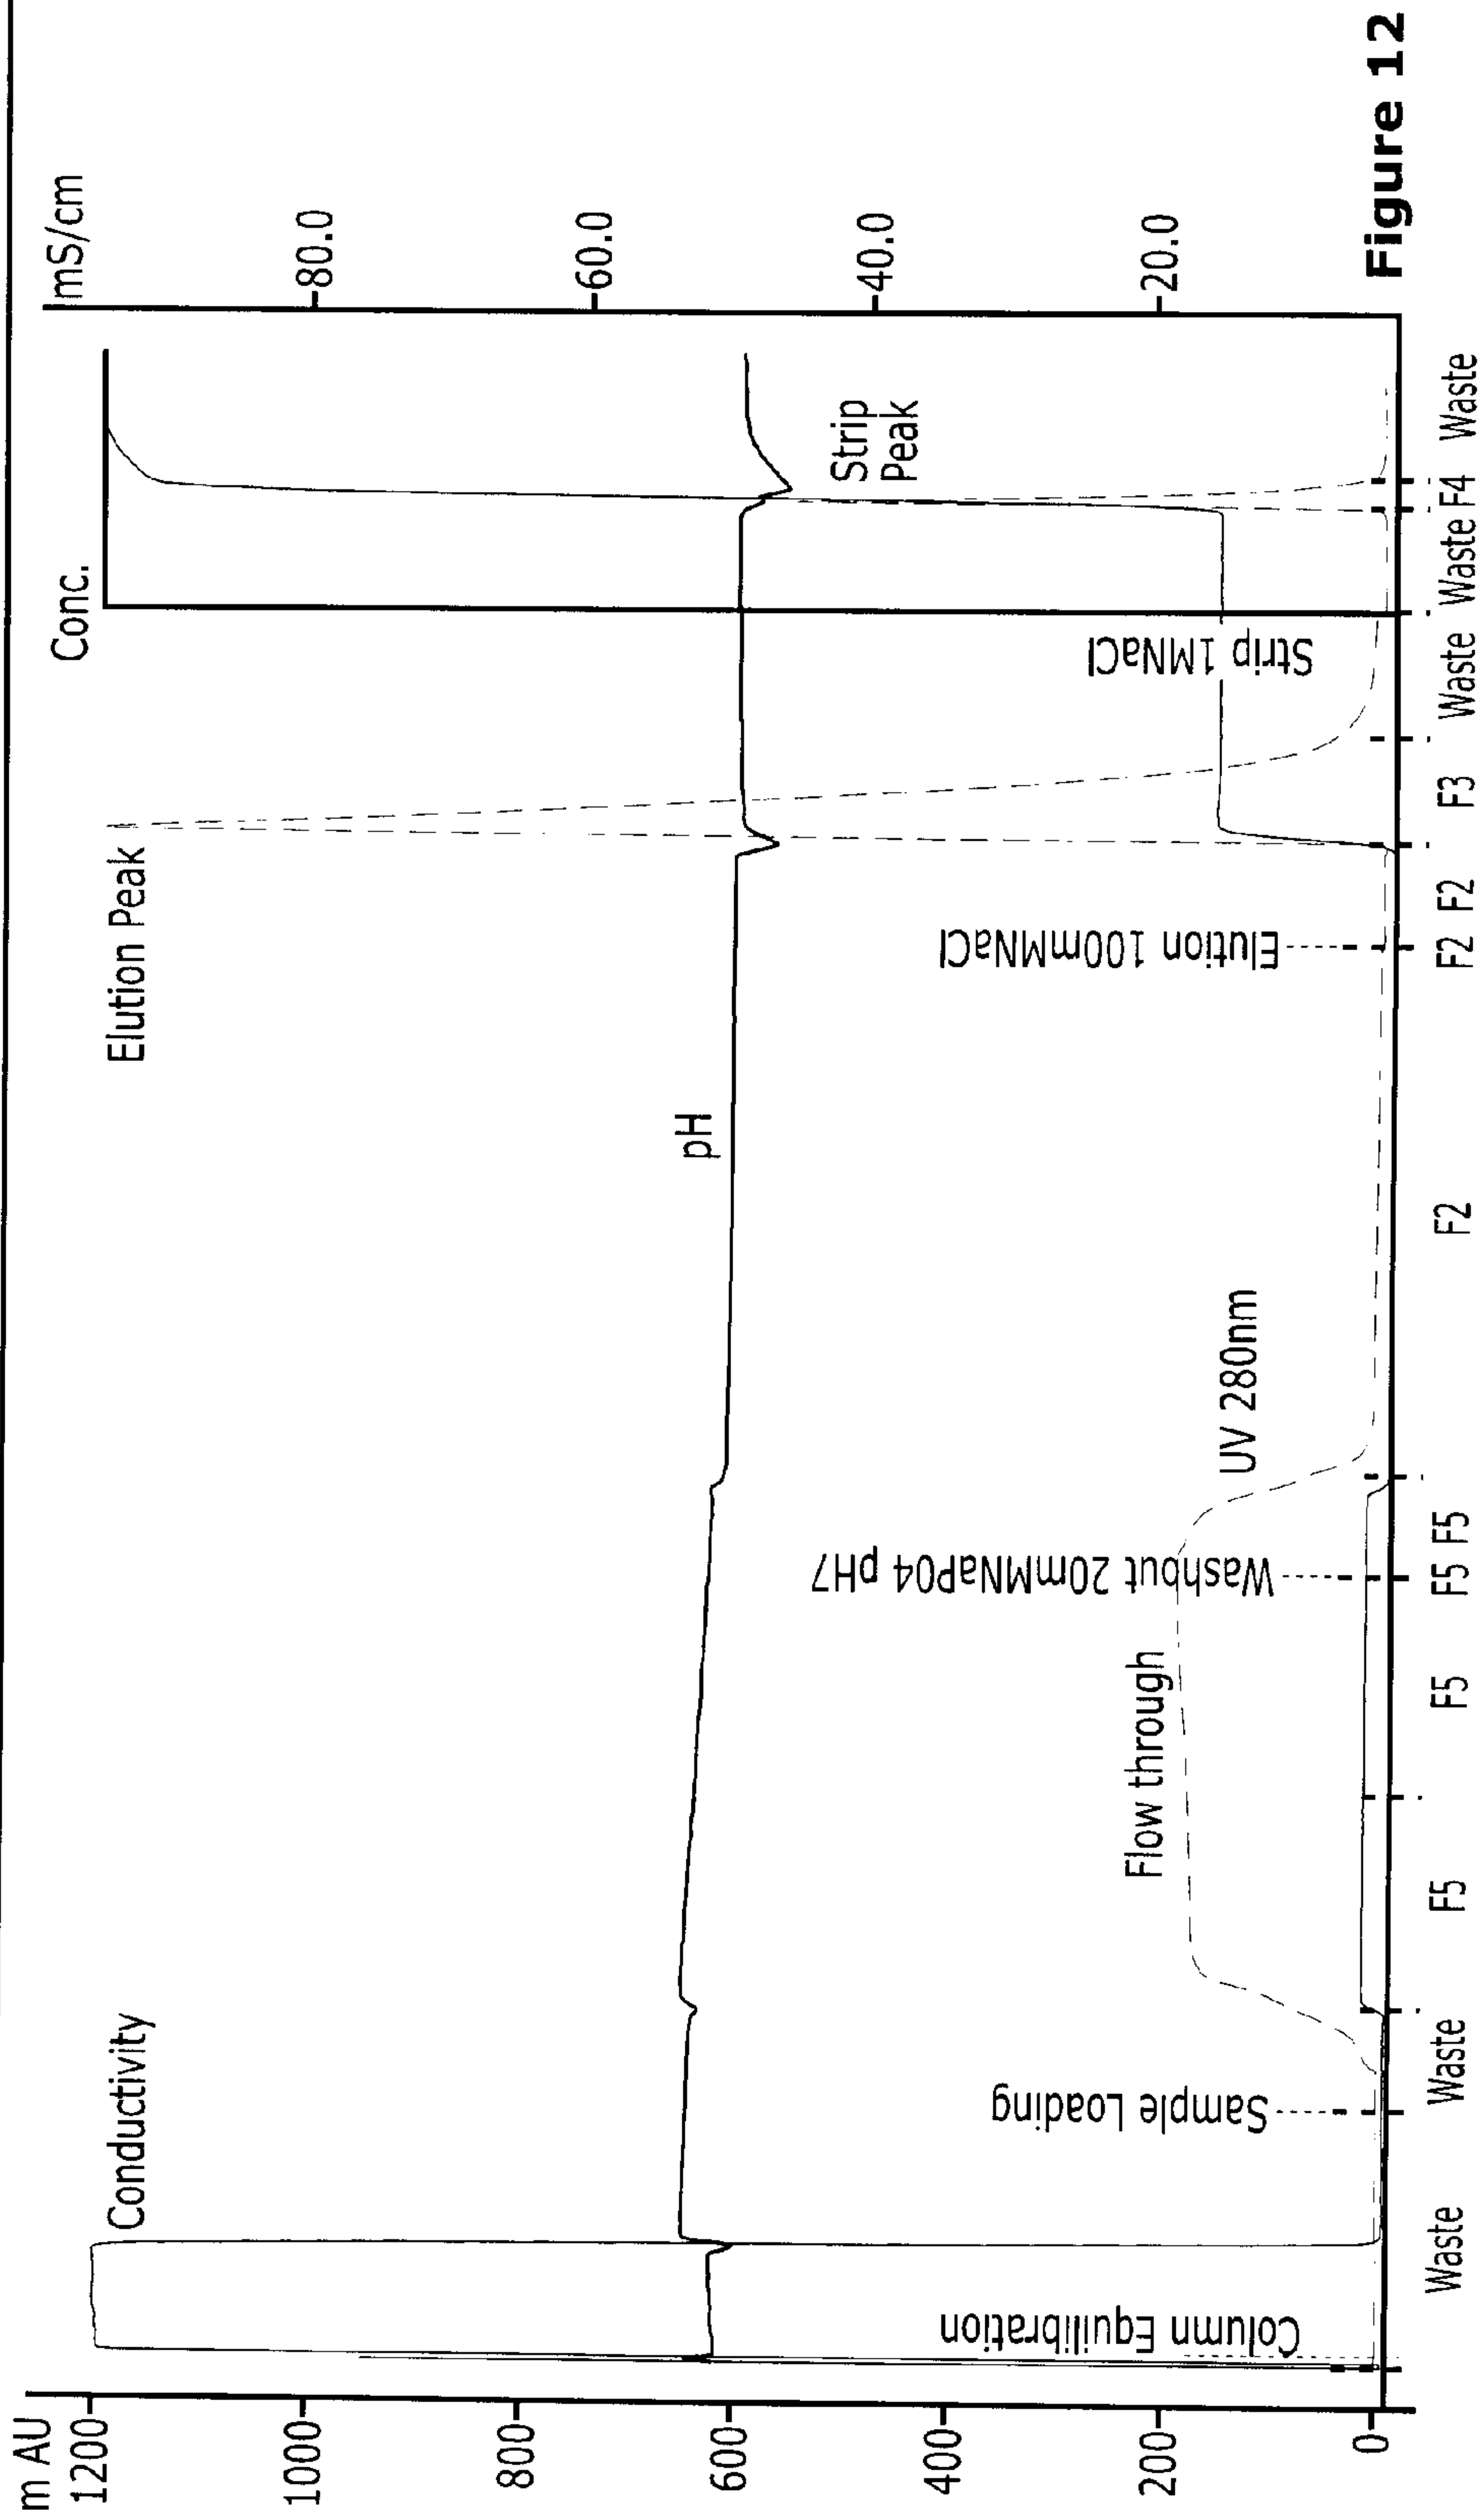 m AU
1200
1000
800
600
400
200
0
Conductivity
Elution Peak
Conc.
mS/cm
80.0
60.0
40.0
20.0
pH
Strip
Peak
Flow through
UV 280nm
Column Equilibration
Sample Loading
Washout 20mMNaPO4 pH7
Elution 100mMNaCl
Strip 1MNaCl
Waste Waste F5 F5 F5 F5 F2 F2 F2 F3 Waste Waste F4 Waste
Figure 12